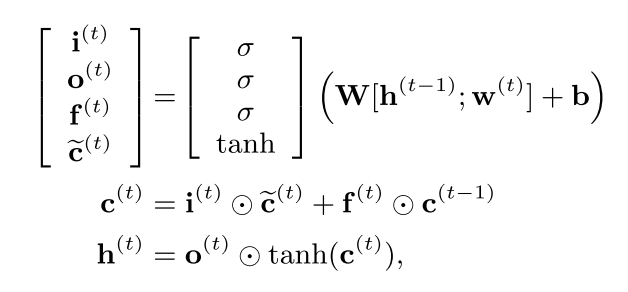 [ i^(t) o^(t) f^(t) c̃^(t) ] = [ σ σ σ tanh ] ( W[h^(t−1); w^(t)] + b )
c^(t) = i^(t) ⊙ c̃^(t) + f^(t) ⊙ c^(t−1)
h^(t) = o^(t) ⊙ tanh(c^(t)),